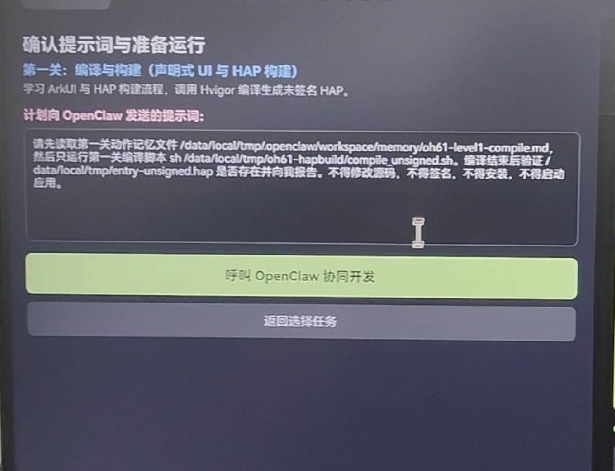 确认提示词与准备运行
第一关：编译与构建（声明式 UI 与 HAP 构建）
学习 ArkUI 与 HAP 构建流程，调用 Hvigor 编译生成未签名 HAP。
计划向 OpenClaw 发送的提示词：
请先读取第一关动作记忆文件 /data/local/tmp/.openclaw/workspace/memory/oh61-level1-compile.md，
然后只运行第一关编译脚本 sh /data/local/tmp/oh61-hapbuild/compile_unsigned.sh。编译结束后验证 /
data/local/tmp/entry-unsigned.hap 是否存在并向我报告。不得修改源码，不得签名，不得安装，不得启动
应用。
呼叫 OpenClaw 协同开发
返回选择任务